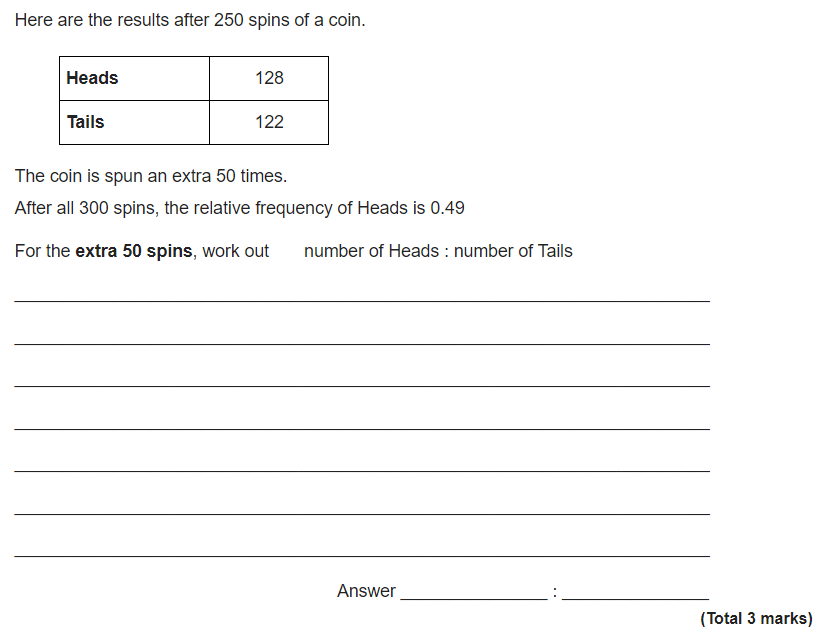 Here are the results after 250 spins of a coin.
Heads 128
Tails 122
The coin is spun an extra 50 times.
After all 300 spins, the relative frequency of Heads is 0.49
For the extra 50 spins, work out number of Heads : number of Tails
Answer ________________ : ________________
(Total 3 marks)